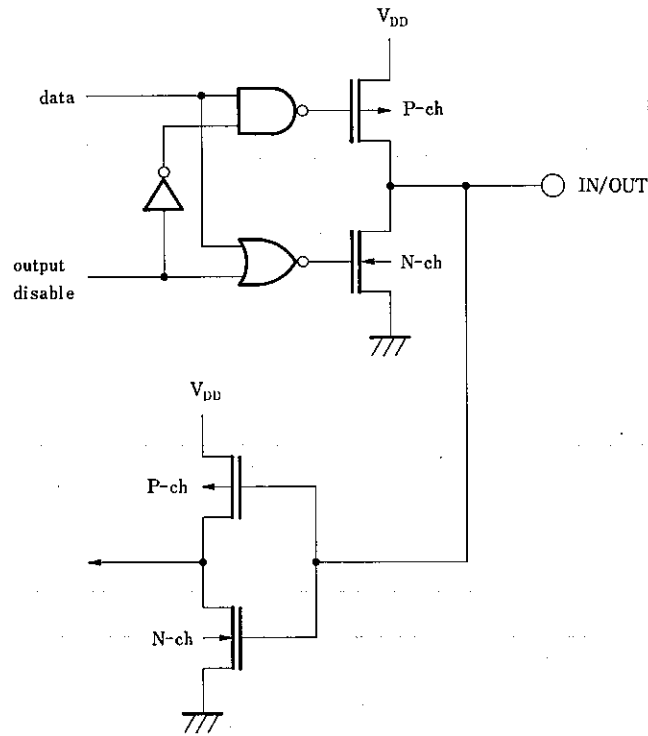 VDD
data
P-ch
IN/OUT
output
disable
N-ch
VDD
P-ch
N-ch